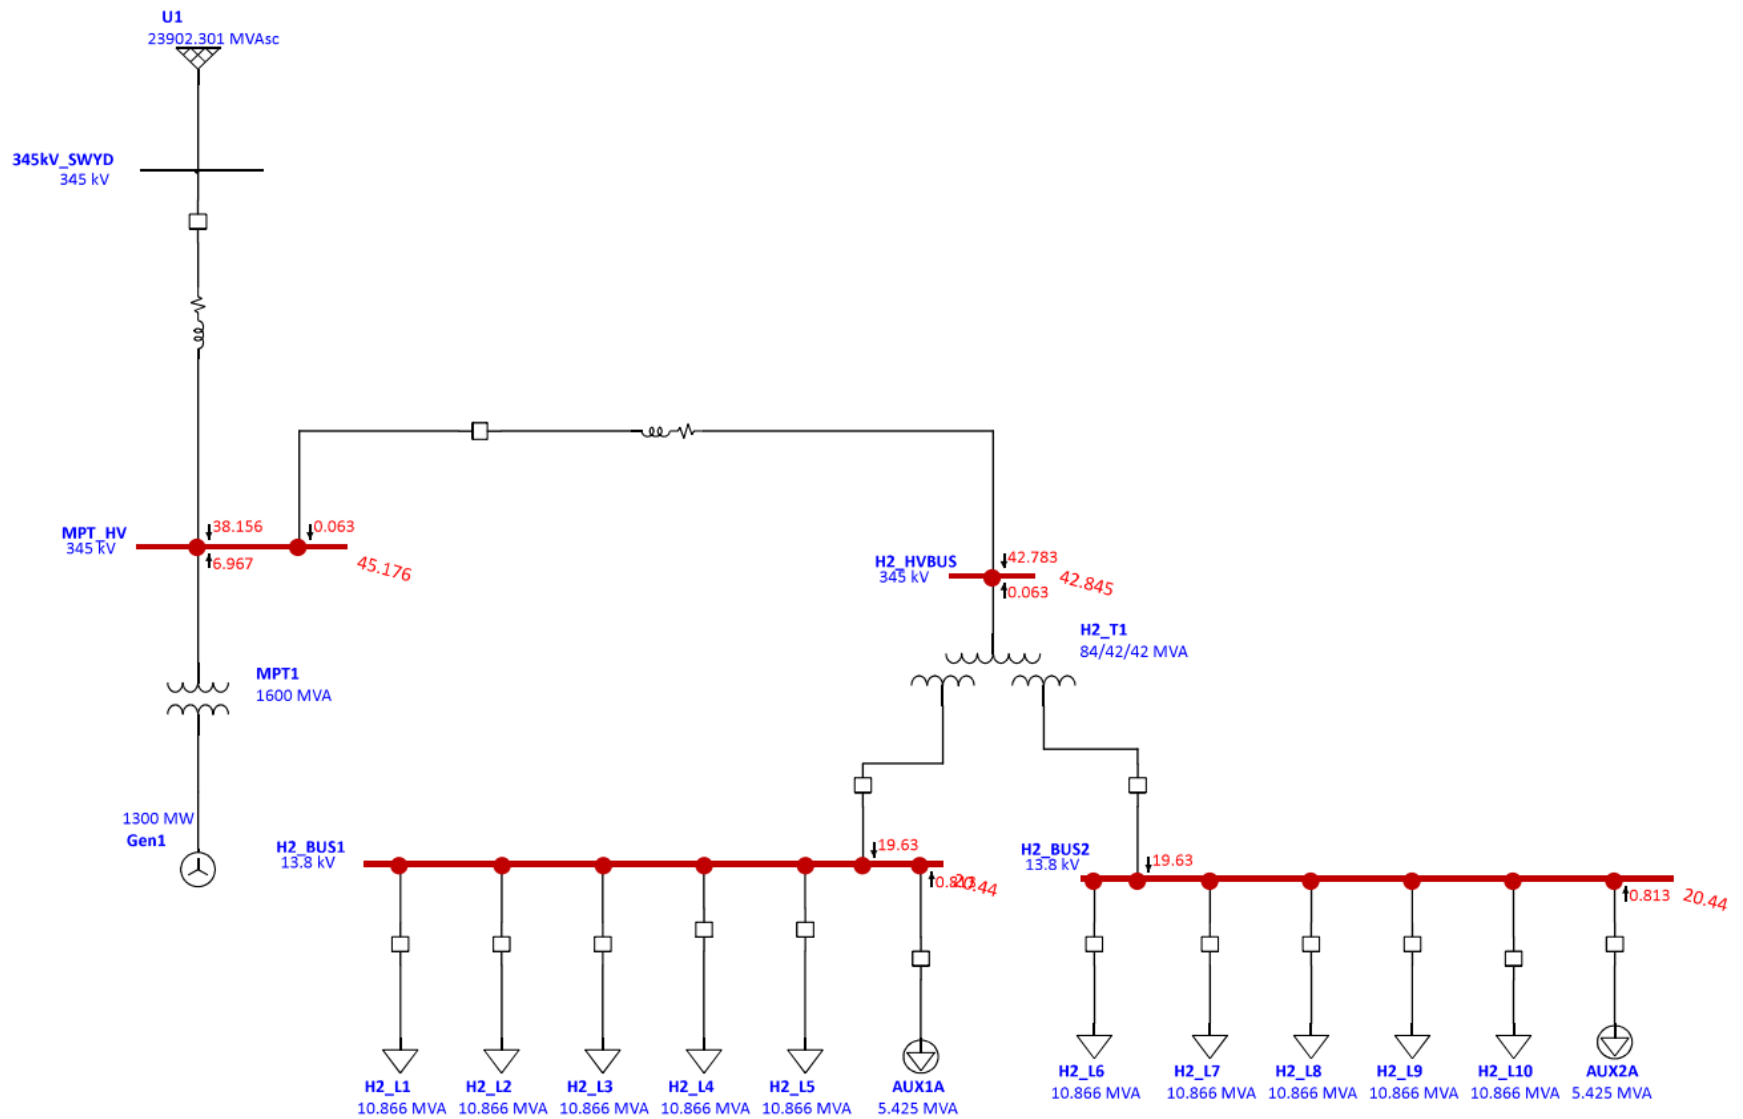 U1
23902.301 MVAsc
345kV_SWYD
345 kV
MPT_HV
345 kV
38.156
6.967
0.063
45.176
H2_HVBUS
345 kV
42.783
0.063
42.845
H2_T1
84/42/42 MVA
MPT1
1600 MVA
1300 MW
Gen1
H2_BUS1
13.8 kV
19.63
0.813
20.44
H2_BUS2
13.8 kV
19.63
0.813
20.44
H2_L1
10.866 MVA
H2_L2
10.866 MVA
H2_L3
10.866 MVA
H2_L4
10.866 MVA
H2_L5
10.866 MVA
AUX1A
5.425 MVA
H2_L6
10.866 MVA
H2_L7
10.866 MVA
H2_L8
10.866 MVA
H2_L9
10.866 MVA
H2_L10
10.866 MVA
AUX2A
5.425 MVA